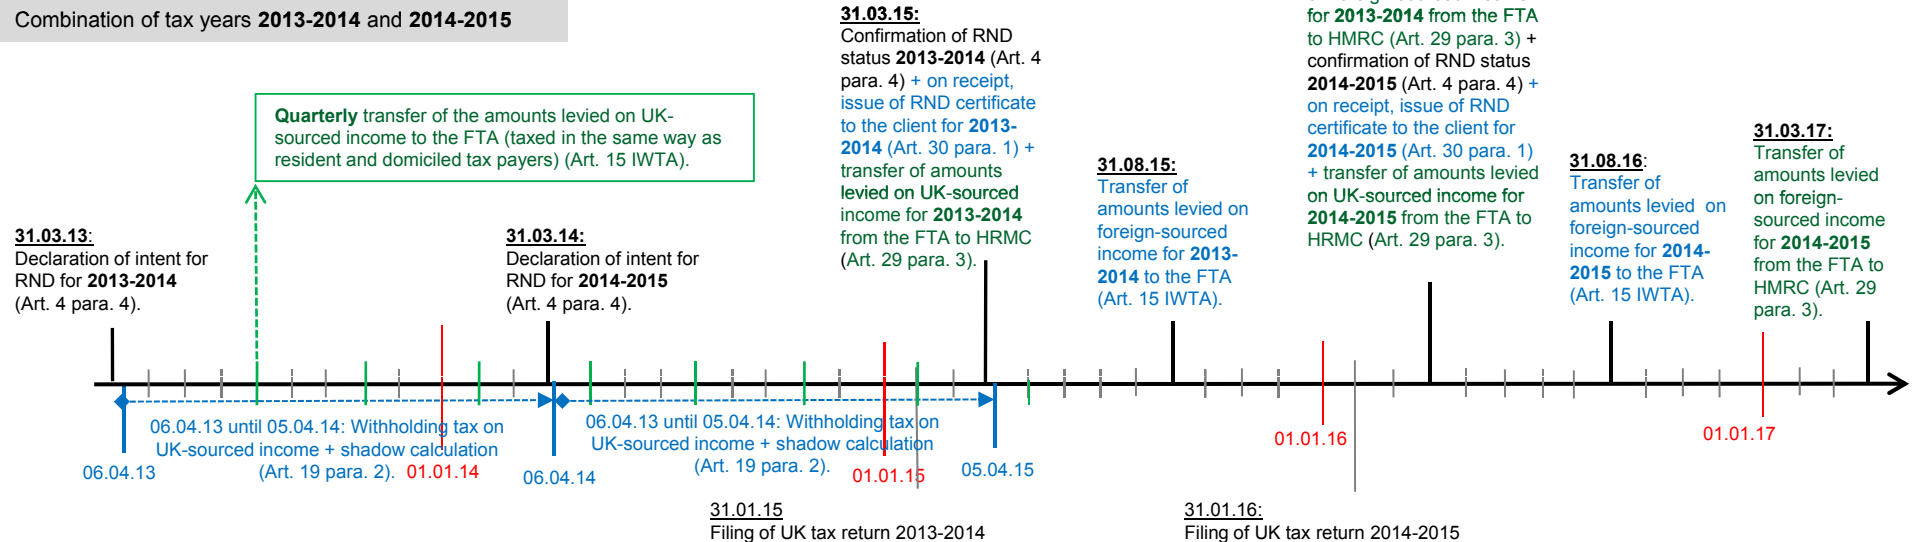 Combination of tax years 2013-2014 and 2014-2015
Quarterly transfer of the amounts levied on UK-
sourced income to the FTA (taxed in the same way as
resident and domiciled tax payers) (Art. 15 IWTA).
31.03.13:
Declaration of intent for
RND for 2013-2014
(Art. 4 para. 4).
31.03.14:
Declaration of intent for
RND for 2014-2015
(Art. 4 para. 4).
31.03.15:
Confirmation of RND
status 2013-2014 (Art. 4
para. 4) + on receipt,
issue of RND certificate
to the client for 2013-
2014 (Art. 30 para. 1) +
transfer of amounts
levied on UK-sourced
income for 2013-2014
from the FTA to HRMC
(Art. 29 para. 3).
31.08.15:
Transfer of
amounts levied on
foreign-sourced
income for 2013-
2014 to the FTA
(Art. 15 IWTA).
for 2013-2014 from the FTA
to HMRC (Art. 29 para. 3) +
confirmation of RND status
2014-2015 (Art. 4 para. 4) +
on receipt, issue of RND
certificate to the client for
2014-2015 (Art. 30 para. 1)
+ transfer of amounts levied
on UK-sourced income for
2014-2015 from the FTA to
HRMC (Art. 29 para. 3).
31.08.16:
Transfer of
amounts levied on
foreign-sourced
income for 2014-
2015 to the FTA
(Art. 15 IWTA).
31.03.17:
Transfer of
amounts levied
on foreign-
sourced income
for 2014-2015
from the FTA to
HMRC (Art. 29
para. 3).
06.04.13 until 05.04.14: Withholding tax on
UK-sourced income + shadow calculation
(Art. 19 para. 2).
06.04.13 until 05.04.14: Withholding tax on
UK-sourced income + shadow calculation
(Art. 19 para. 2).
06.04.13
01.01.14
06.04.14
01.01.15
05.04.15
01.01.16
01.01.17
31.01.15
Filing of UK tax return 2013-2014
31.01.16:
Filing of UK tax return 2014-2015